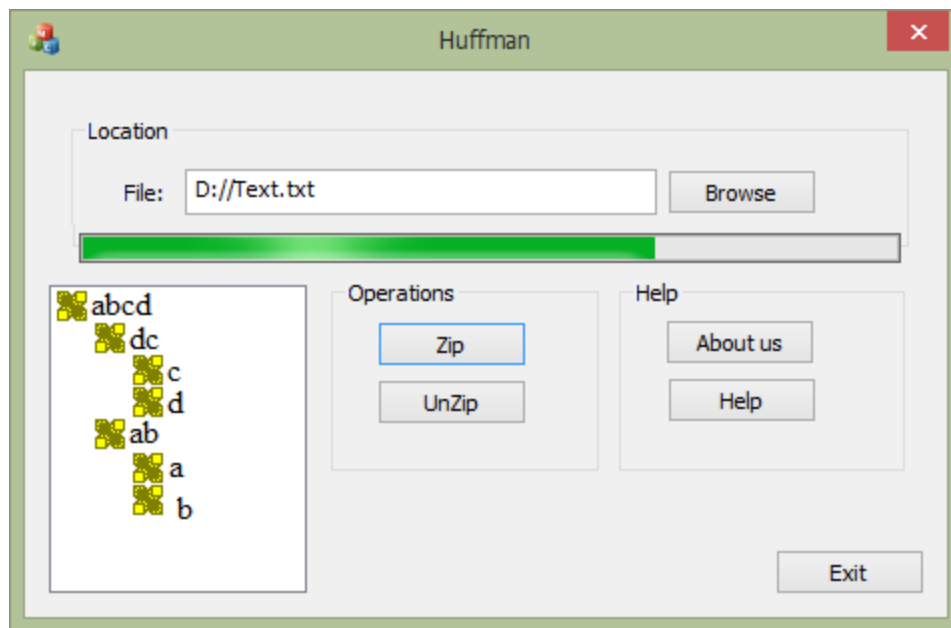 Huffman
Location
File: D://Text.txt Browse
abcd
dc
c
d
ab
a
b
Operations
Zip
UnZip
Help
About us
Help
Exit